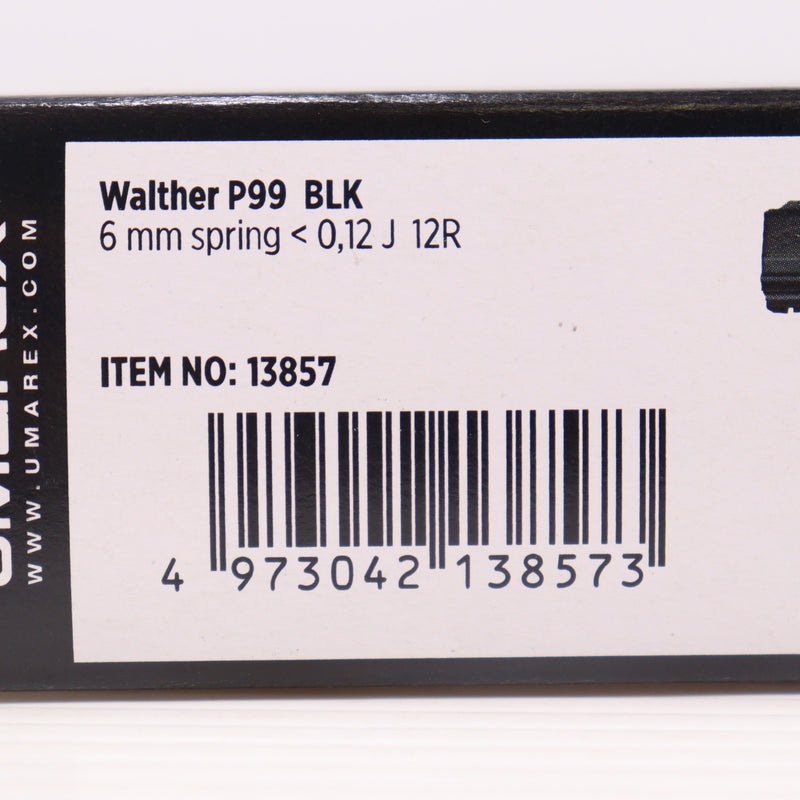 Walther P99 BLK
6 mm spring < 0,12 J 12R
ITEM NO: 13857
4 973042 138573
WWW.UMAREX.COM